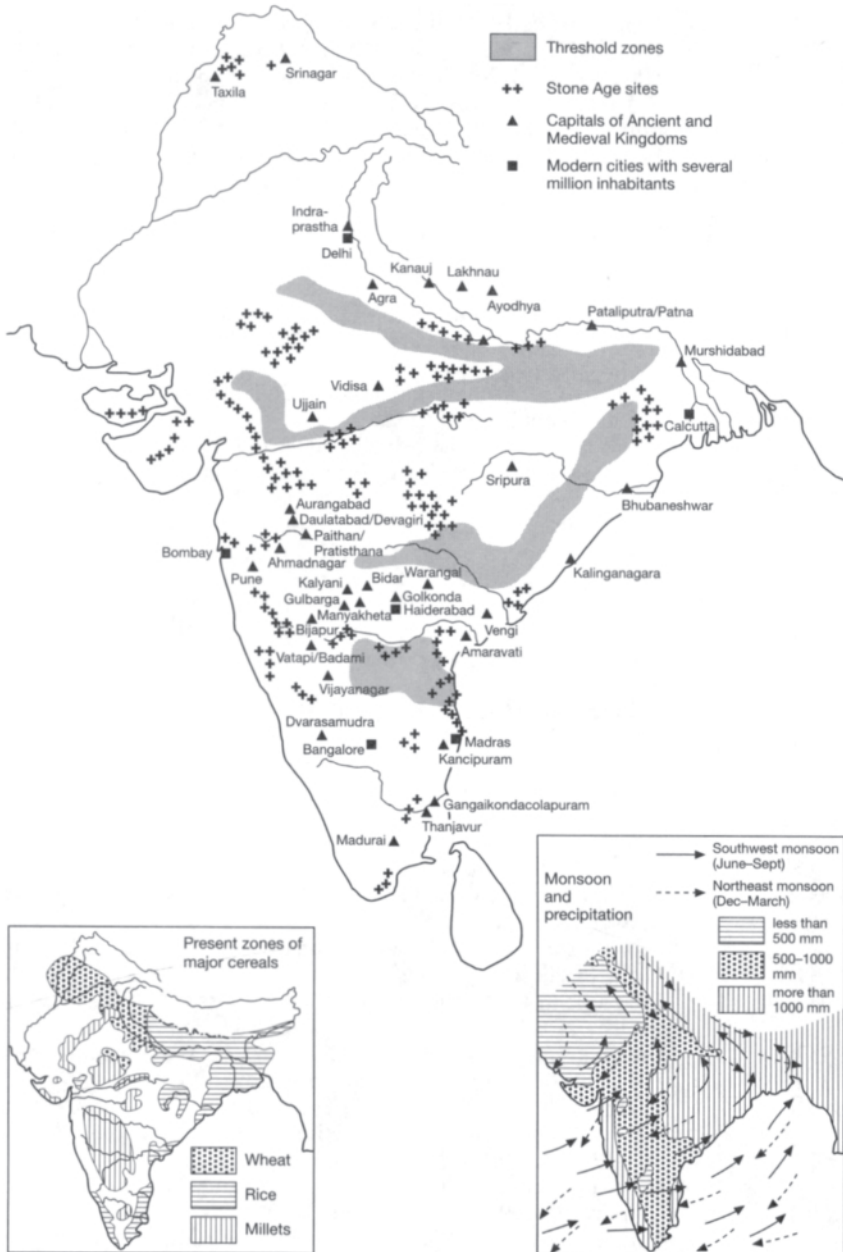 Threshold zones
Stone Age sites
Capitals of Ancient and
Medieval Kingdoms
Modern cities with several
million inhabitants
Srinagar
Taxila
Indra-
prastha
Delhi
Kanauj
Lakhnau
Agra
Ayodhya
Pataliputra/Patna
Murshidabad
Vidisa
Ujjain
Calcutta
Sripura
Bhubaneshwar
Aurangabad
Daulatabad/Devagiri
Paithan/
Pratisthana
Bombay
Ahmadnagar
Pune
Kalinganagara
Kalyani
Bidar
Warangal
Gulbarga
Golkonda
Manyakheta
Haiderabad
Bijapur
Vengi
Amaravati
Vatapi/Badami
Vijayanagar
Dvarasamudra
Bangalore
Madras
Kancipuram
Gangaikondacolapuram
Thanjavur
Madurai
Present zones of
major cereals
Wheat
Rice
Millets
Monsoon
and
precipitation
Southwest monsoon
(June–Sept)
Northeast monsoon
(Dec–March)
less than
500 mm
500–1000
mm
more than
1000 mm